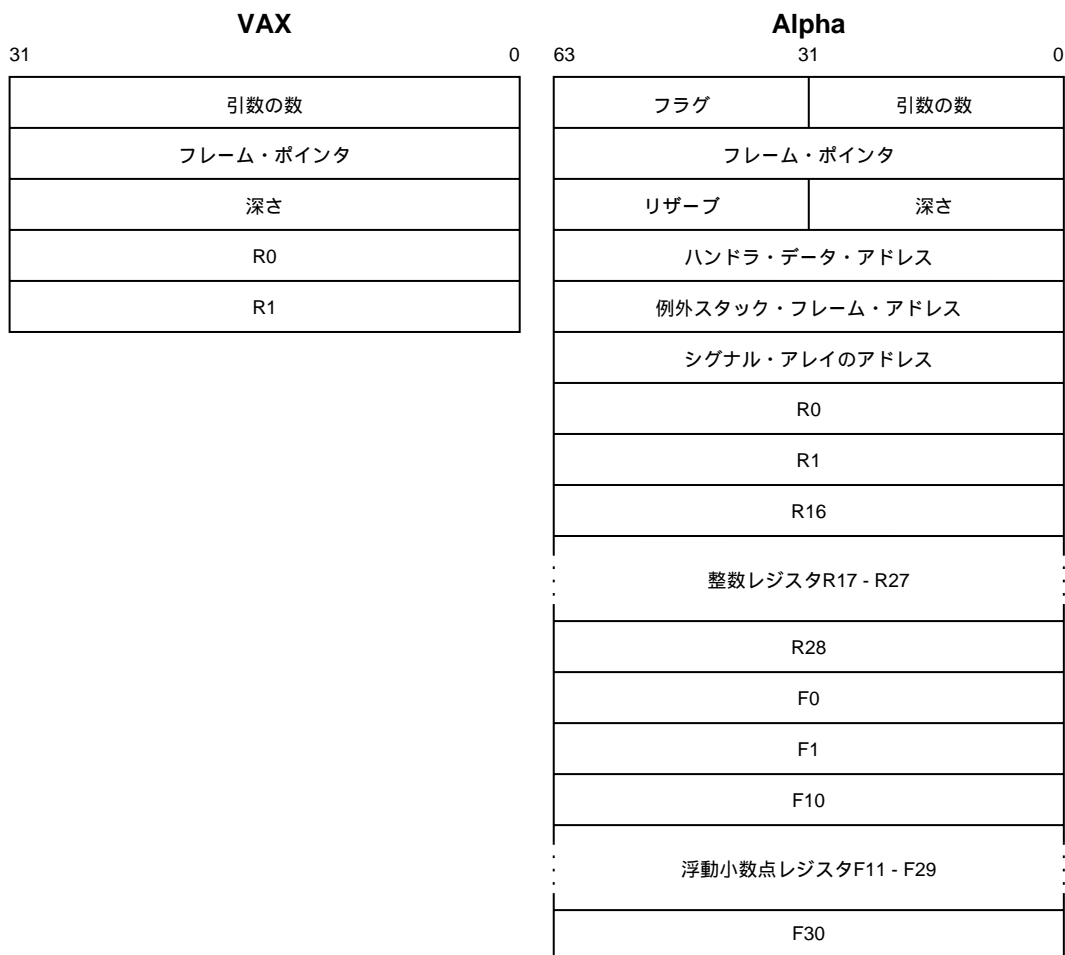 VAX
31 0
引数の数
フレーム・ポインタ
深さ
R0
R1
Alpha
63 31 0
フラグ 引数の数
フレーム・ポインタ
リザーブ 深さ
ハンドラ・データ・アドレス
例外スタック・フレーム・アドレス
シグナル・アレイのアドレス
R0
R1
R16
整数レジスタR17 - R27
R28
F0
F1
F10
浮動小数点レジスタF11 - F29
F30